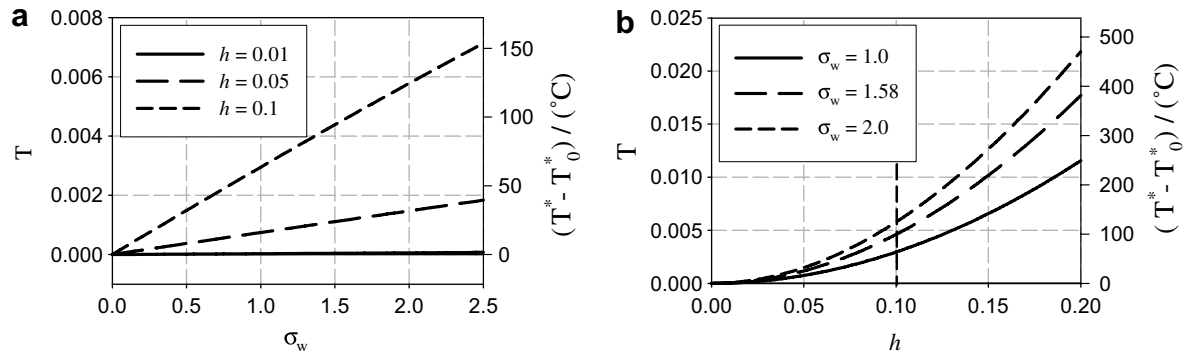 a
0.008
0.006
0.004
0.002
0.000
T
h = 0.01
h = 0.05
h = 0.1
150
100
50
0
(T* - T0*) / (°C)
0.0 0.5 1.0 1.5 2.0 2.5
σw
b
0.025
0.020
0.015
0.010
0.005
0.000
T
σw = 1.0
σw = 1.58
σw = 2.0
500
400
300
200
100
0
(T* - T0*) / (°C)
0.00 0.05 0.10 0.15 0.20
h